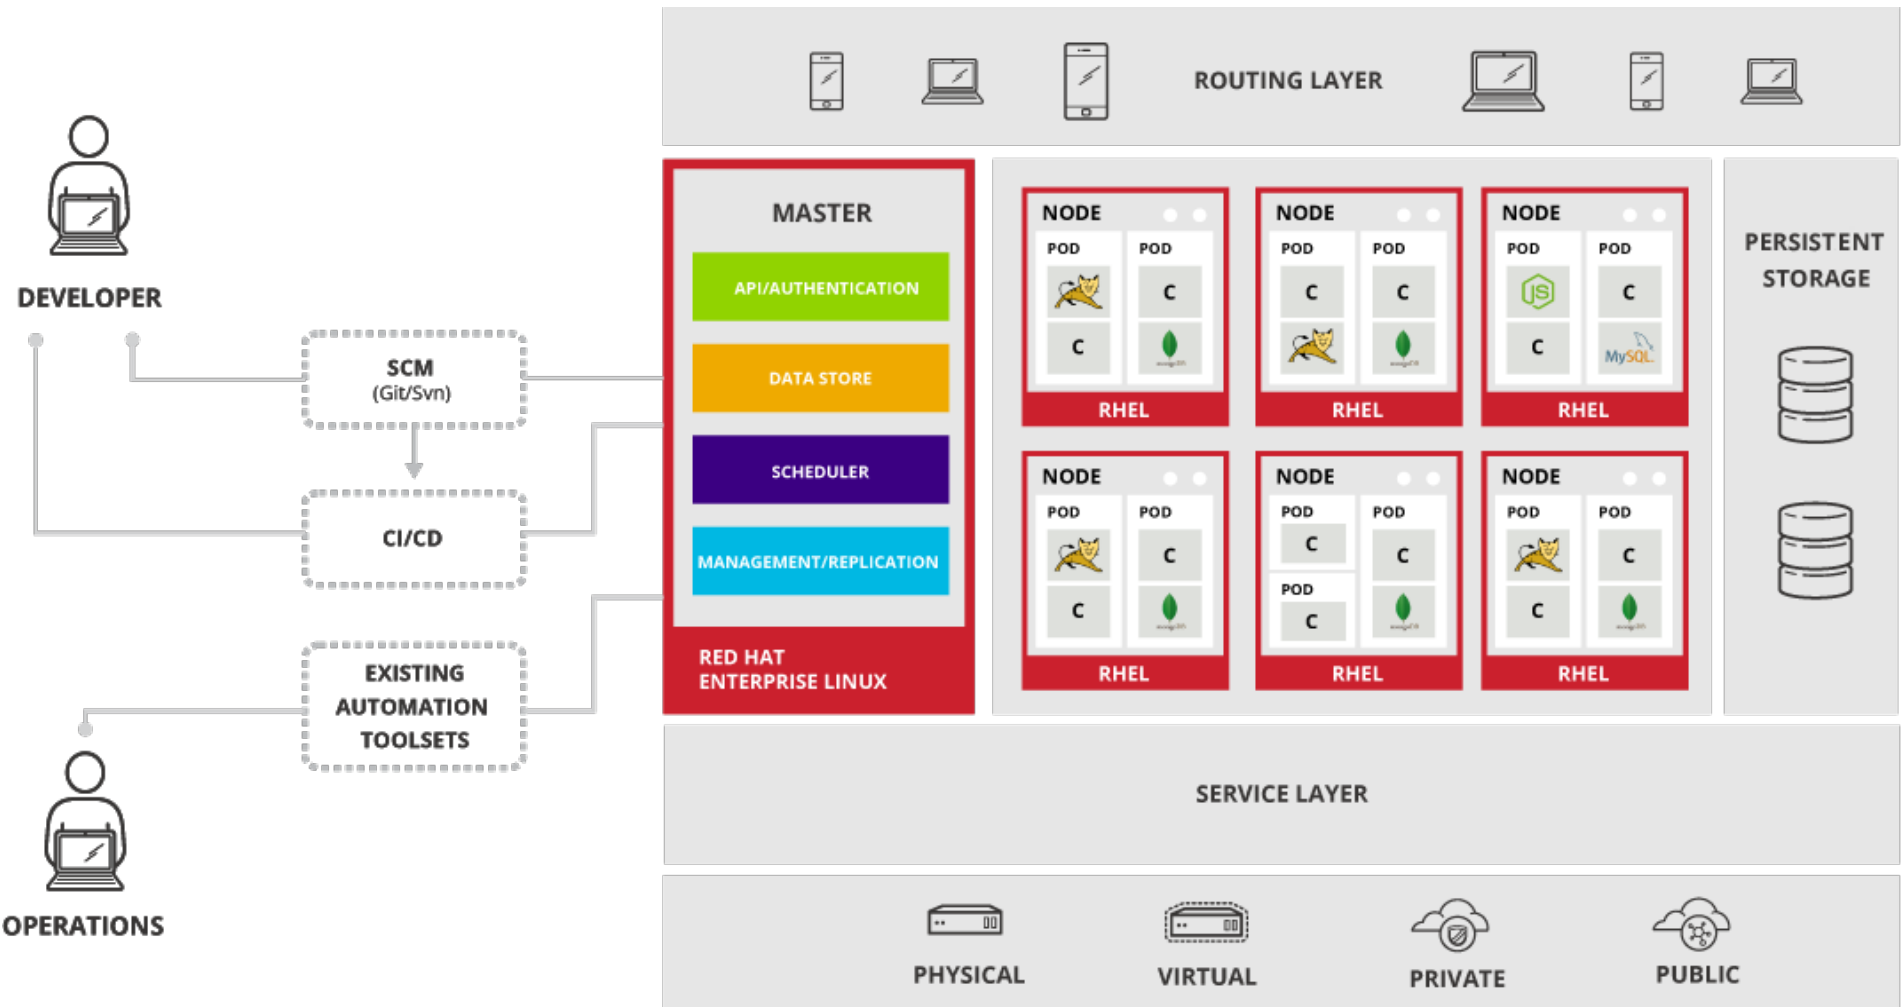 ROUTING LAYER
DEVELOPER
SCM
(Git/Svn)
CI/CD
EXISTING
AUTOMATION
TOOLSETS
OPERATIONS
MASTER
API/AUTHENTICATION
DATA STORE
SCHEDULER
MANAGEMENT/REPLICATION
RED HAT
ENTERPRISE LINUX
NODE
POD POD
C
C
RHEL
NODE
POD POD
C C
RHEL
NODE
POD POD
JS C
C MySQL
RHEL
NODE
POD POD
C
C
RHEL
NODE
POD POD
C C
POD
C
RHEL
NODE
POD POD
C
C
RHEL
PERSISTENT
STORAGE
SERVICE LAYER
PHYSICAL
VIRTUAL
PRIVATE
PUBLIC